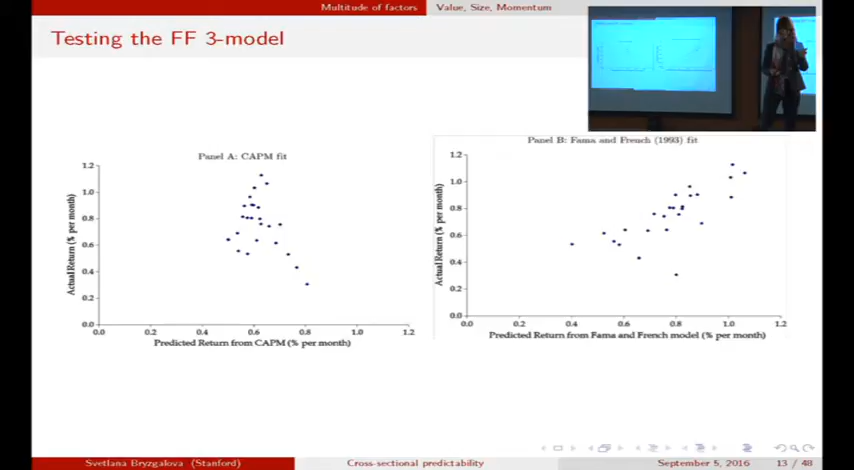 Multitude of factors Value, Size, Momentum
Testing the FF 3-model
Panel A: CAPM fit
1.2
1.0
0.8
0.6
0.4
0.2
0.0
Actual Return (% per month)
0.0 0.2 0.4 0.6 0.8 1.0 1.2
Predicted Return from CAPM (% per month)
Panel B: Fama and French (1993) fit
1.2
1.0
0.8
0.6
0.4
0.2
0.0
Actual Return (% per month)
0.0 0.2 0.4 0.6 0.8 1.0 1.2
Predicted Return from Fama and French model (% per month)
Svetlana Bryzgalova (Stanford) Cross-sectional predictability September 5, 2016 13 / 48